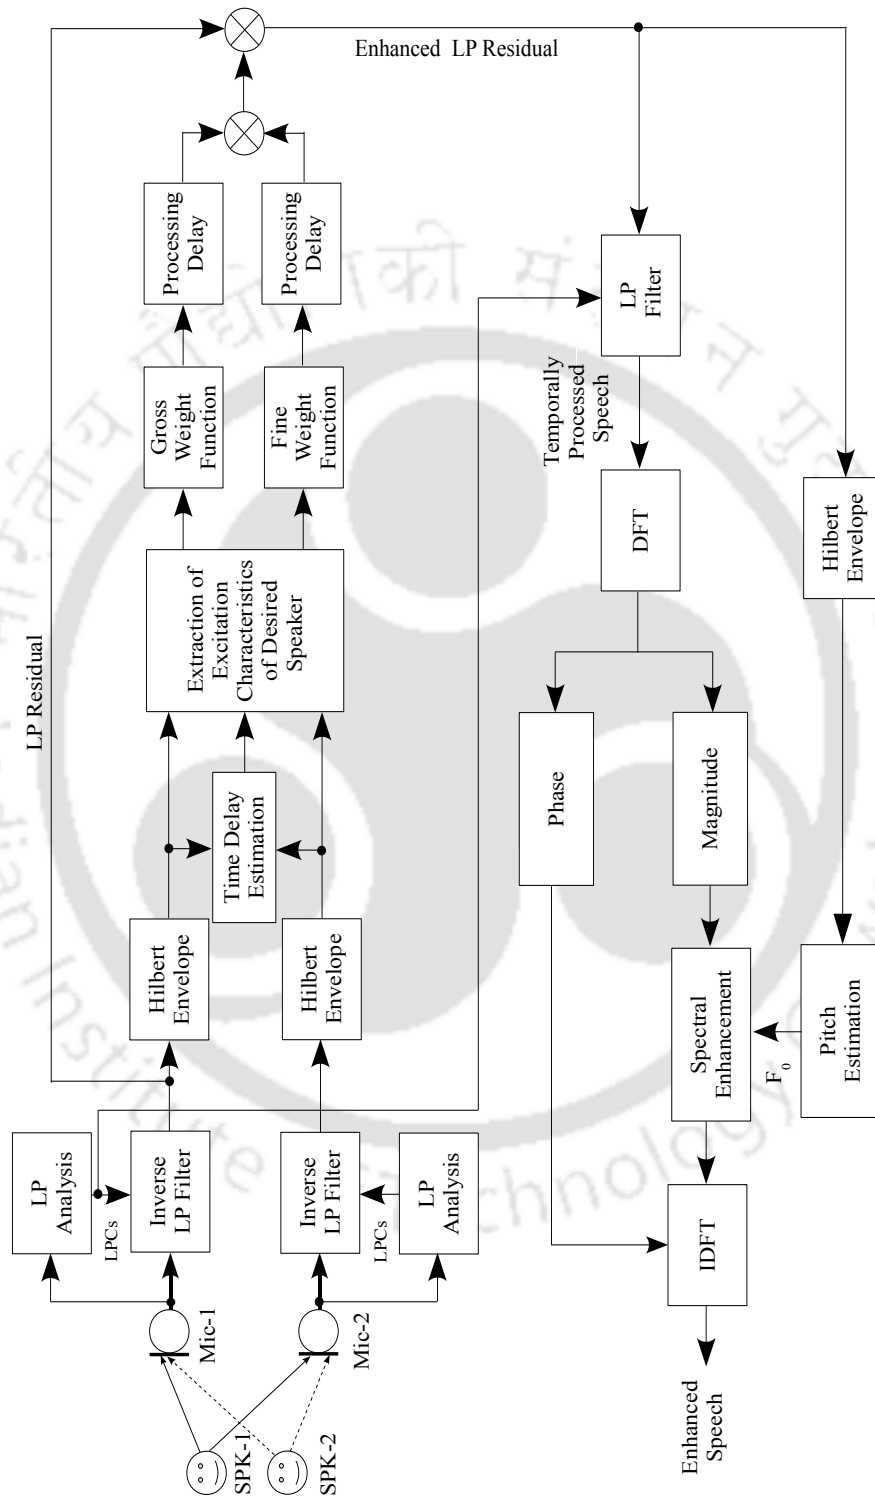 SPK-1
SPK-2
Mic-1
Mic-2
LP
Analysis
LPCs
Inverse
LP Filter
Inverse
LP Filter
LPCs
LP
Analysis
LP Residual
Hilbert
Envelope
Hilbert
Envelope
Time Delay
Estimation
Extraction of
Excitation
Characteristics
of Desired
Speaker
Gross
Weight
Function
Fine
Weight
Function
Processing
Delay
Processing
Delay
Enhanced LP Residual
LP
Filter
Temporally
Processed
Speech
DFT
Phase
Magnitude
Hilbert
Envelope
Pitch
Estimation
F0
Spectral
Enhancement
IDFT
Enhanced
Speech
Institute